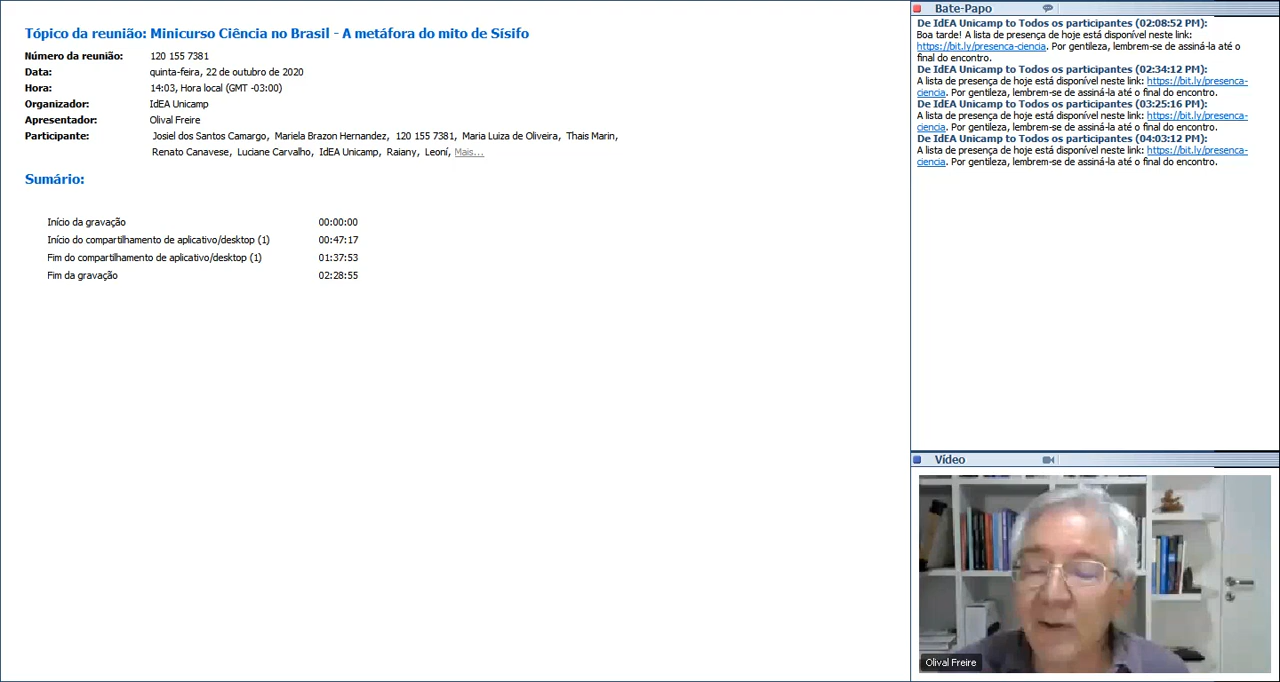 Tópico da reunião: Minicurso Ciência no Brasil - A metáfora do mito de Sísifo
Número da reunião: 120 155 7381
Data: quinta-feira, 22 de outubro de 2020
Hora: 14:03, Hora local (GMT -03:00)
Organizador: IdEA Unicamp
Apresentador: Olival Freire
Participante: Josiel dos Santos Camargo, Mariela Brazon Hernandez, 120 155 7381, Maria Luiza de Oliveira, Thais Marin,
Renato Canavese, Luciane Carvalho, IdEA Unicamp, Raiany, Leoní, Mais...
Sumário:
Início da gravação 00:00:00
Início do compartilhamento de aplicativo/desktop (1) 00:47:17
Fim do compartilhamento de aplicativo/desktop (1) 01:37:53
Fim da gravação 02:28:55
Bate-Papo
De IdEA Unicamp to Todos os participantes (02:08:52 PM):
Boa tarde! A lista de presença de hoje está disponível neste link:
https://bit.ly/presenca-ciencia. Por gentileza, lembrem-se de assiná-la até o
final do encontro.
De IdEA Unicamp to Todos os participantes (02:34:12 PM):
A lista de presença de hoje está disponível neste link: https://bit.ly/presenca-
ciencia. Por gentileza, lembrem-se de assiná-la até o final do encontro.
De IdEA Unicamp to Todos os participantes (03:25:16 PM):
A lista de presença de hoje está disponível neste link: https://bit.ly/presenca-
ciencia. Por gentileza, lembrem-se de assiná-la até o final do encontro.
De IdEA Unicamp to Todos os participantes (04:03:12 PM):
A lista de presença de hoje está disponível neste link: https://bit.ly/presenca-
ciencia. Por gentileza, lembrem-se de assiná-la até o final do encontro.
Vídeo
Olival Freire